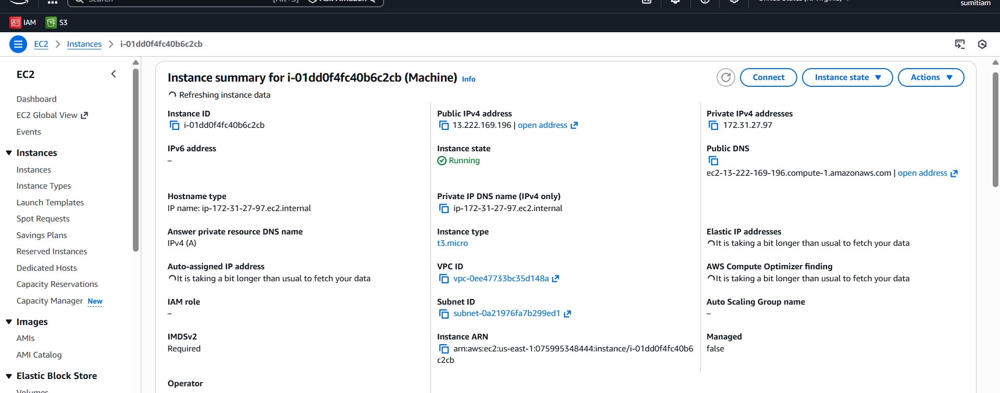 Search [Alt+S] Ask Amazon Q
sumitiam
IAM S3
EC2 Instances i-01dd0f4fc40b6c2cb
EC2
Dashboard
EC2 Global View
Events
Instances
Instances
Instance Types
Launch Templates
Spot Requests
Savings Plans
Reserved Instances
Dedicated Hosts
Capacity Reservations
Capacity Manager New
Images
AMIs
AMI Catalog
Elastic Block Store
Volumes
Instance summary for i-01dd0f4fc40b6c2cb (Machine) Info
Connect Instance state Actions
Refreshing instance data
Instance ID
i-01dd0f4fc40b6c2cb
Public IPv4 address
13.222.169.196 | open address
Private IPv4 addresses
172.31.27.97
IPv6 address
–
Instance state
Running
Public DNS
ec2-13-222-169-196.compute-1.amazonaws.com | open address
Hostname type
IP name: ip-172-31-27-97.ec2.internal
Private IP DNS name (IPv4 only)
ip-172-31-27-97.ec2.internal
Answer private resource DNS name
IPv4 (A)
Instance type
t3.micro
Elastic IP addresses
It is taking a bit longer than usual to fetch your data
Auto-assigned IP address
It is taking a bit longer than usual to fetch your data
VPC ID
vpc-0ee47733bc35d148a
AWS Compute Optimizer finding
It is taking a bit longer than usual to fetch your data
IAM role
–
Subnet ID
subnet-0a21976fa7b299ed1
Auto Scaling Group name
–
IMDSv2
Required
Instance ARN
arn:aws:ec2:us-east-1:075995348444:instance/i-01dd0f4fc40b6
c2cb
Managed
false
Operator